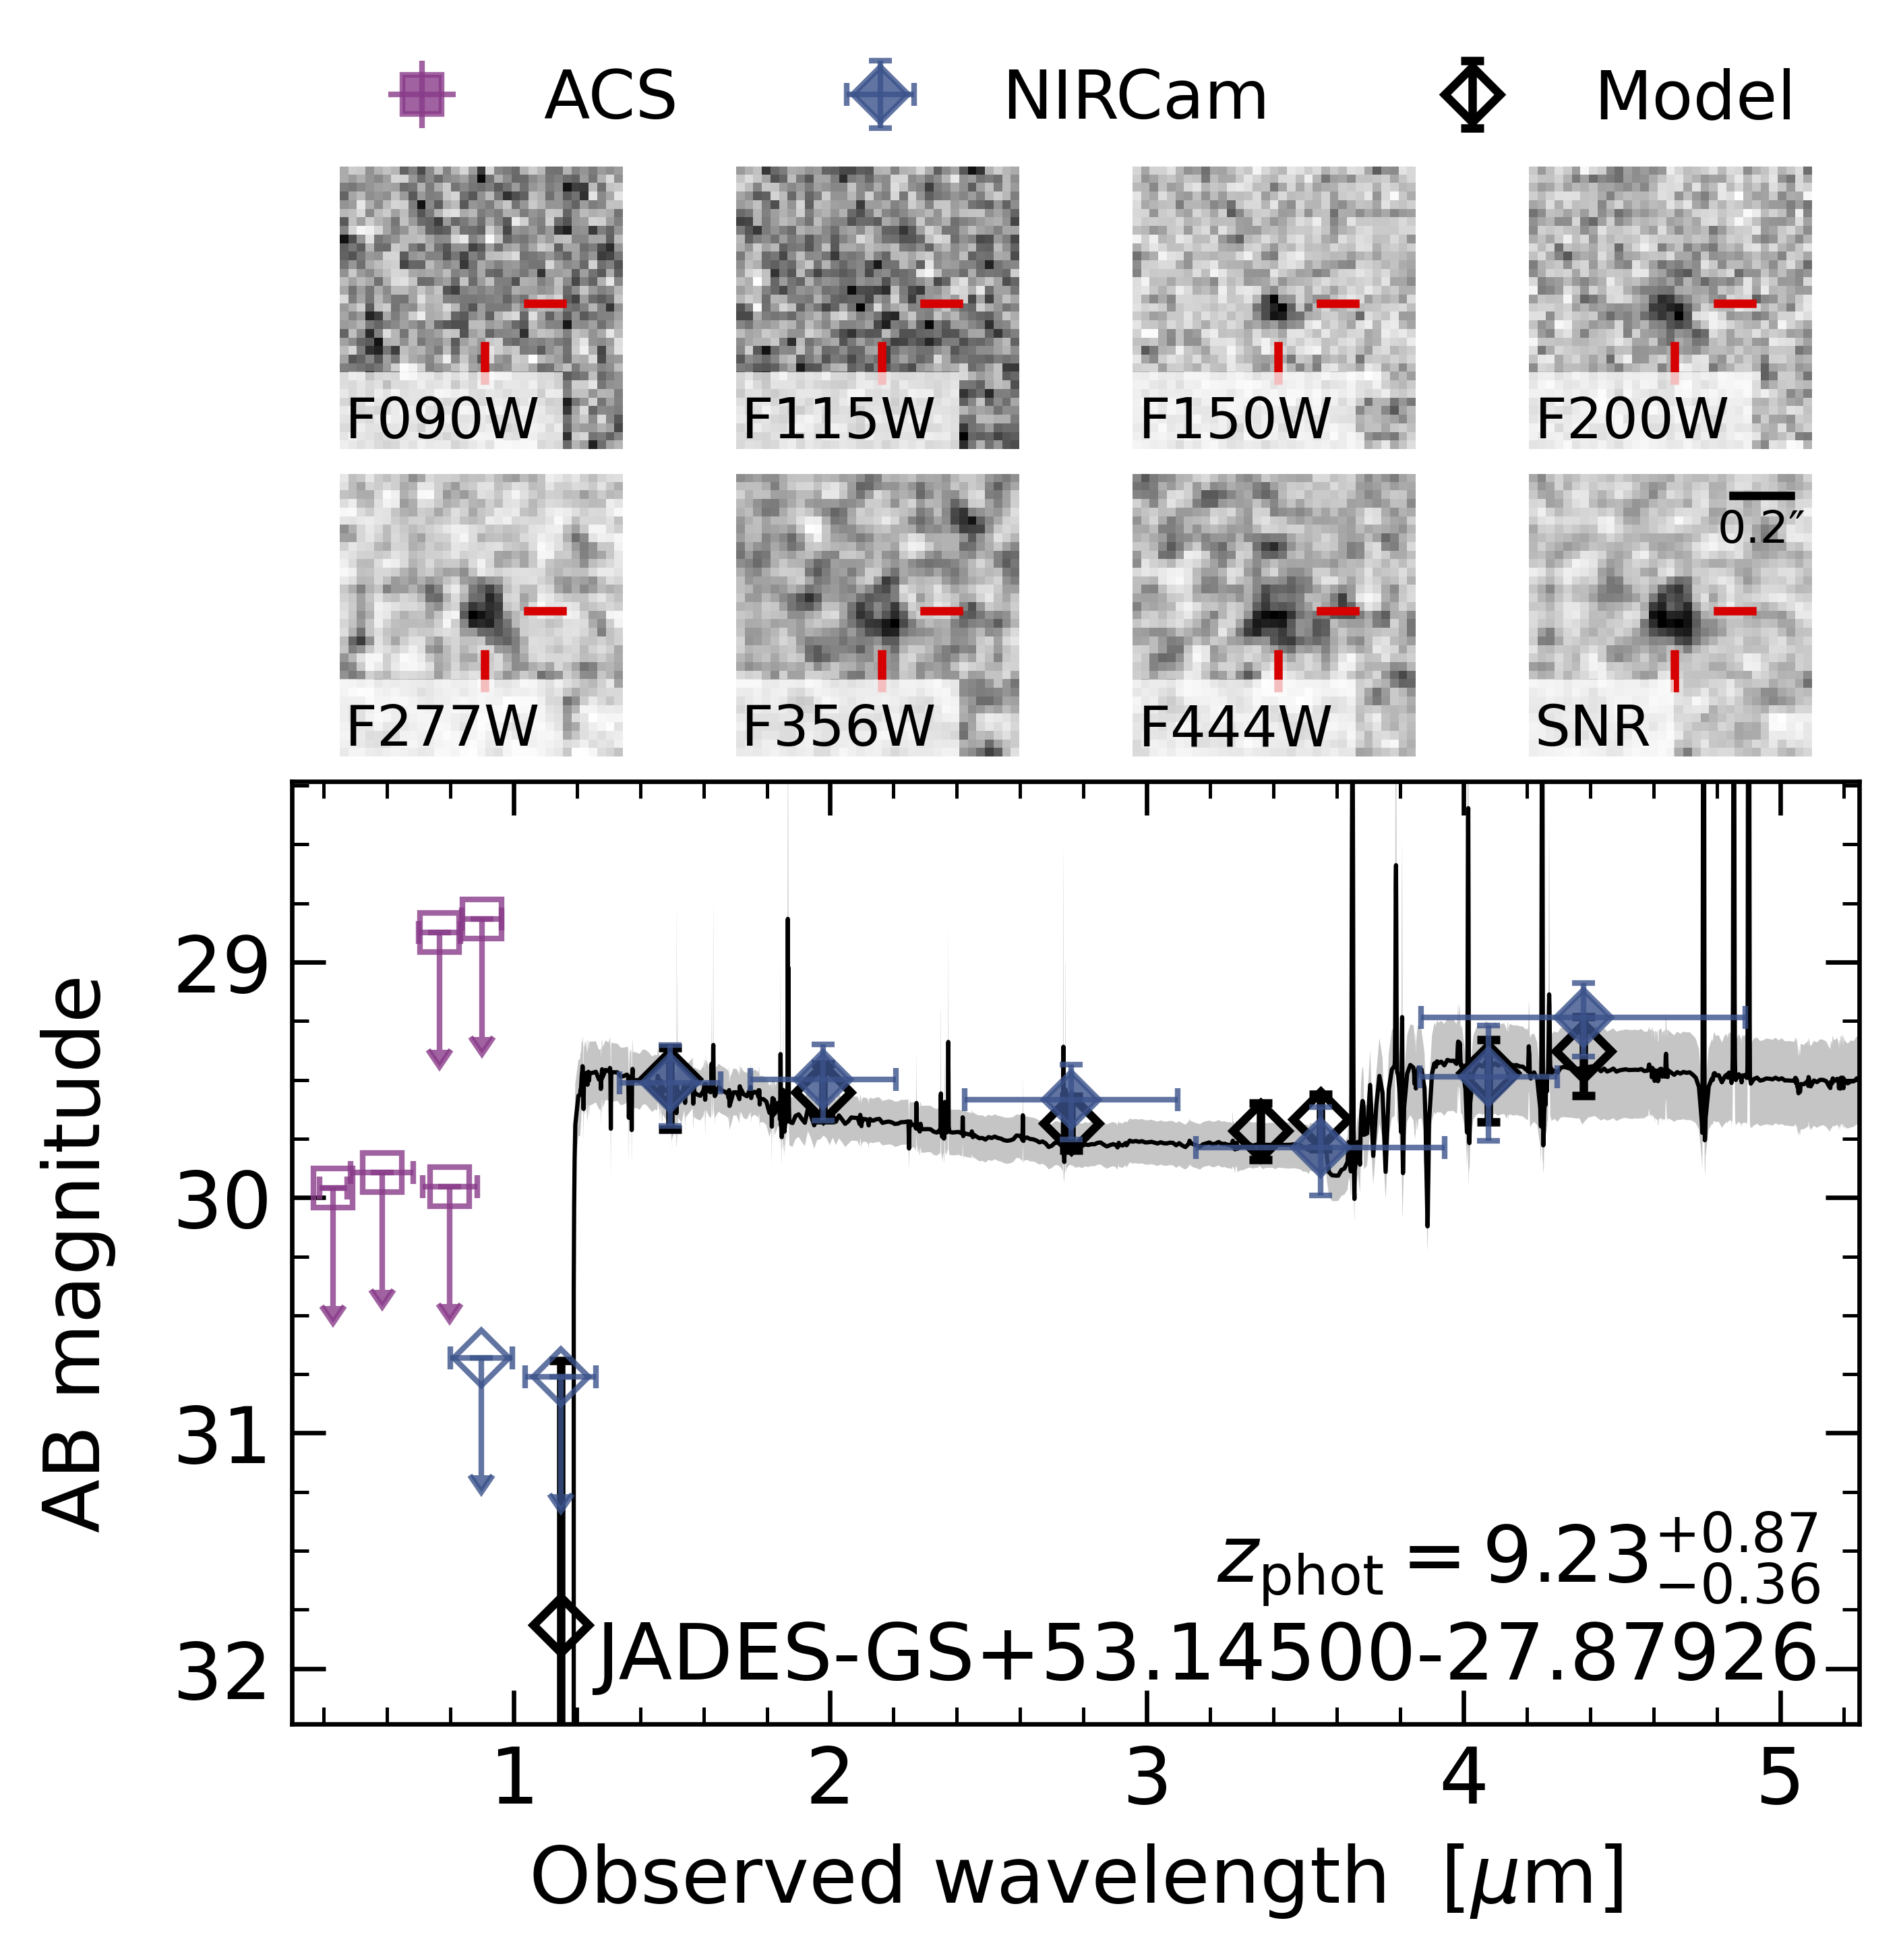 ACS NIRCam Model
F090W F115W F150W F200W
0.2″
F277W F356W F444W SNR
AB magnitude
29
30
31
32
z_phot = 9.23^{+0.87}_{−0.36}
JADES-GS+53.14500-27.87926
1 2 3 4 5
Observed wavelength [μm]